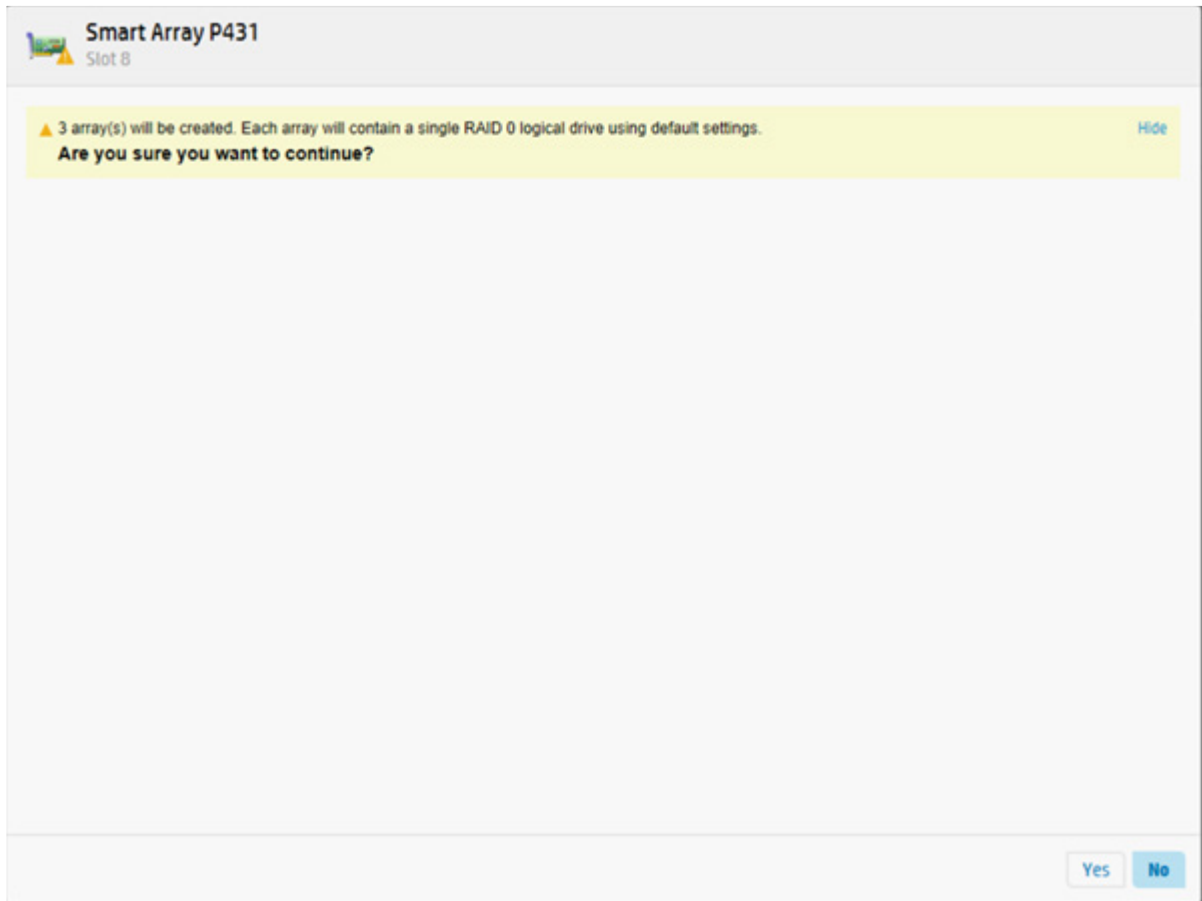 Smart Array P431
Slot 8
3 array(s) will be created. Each array will contain a single RAID 0 logical drive using default settings.
Hide
Are you sure you want to continue?
Yes
No